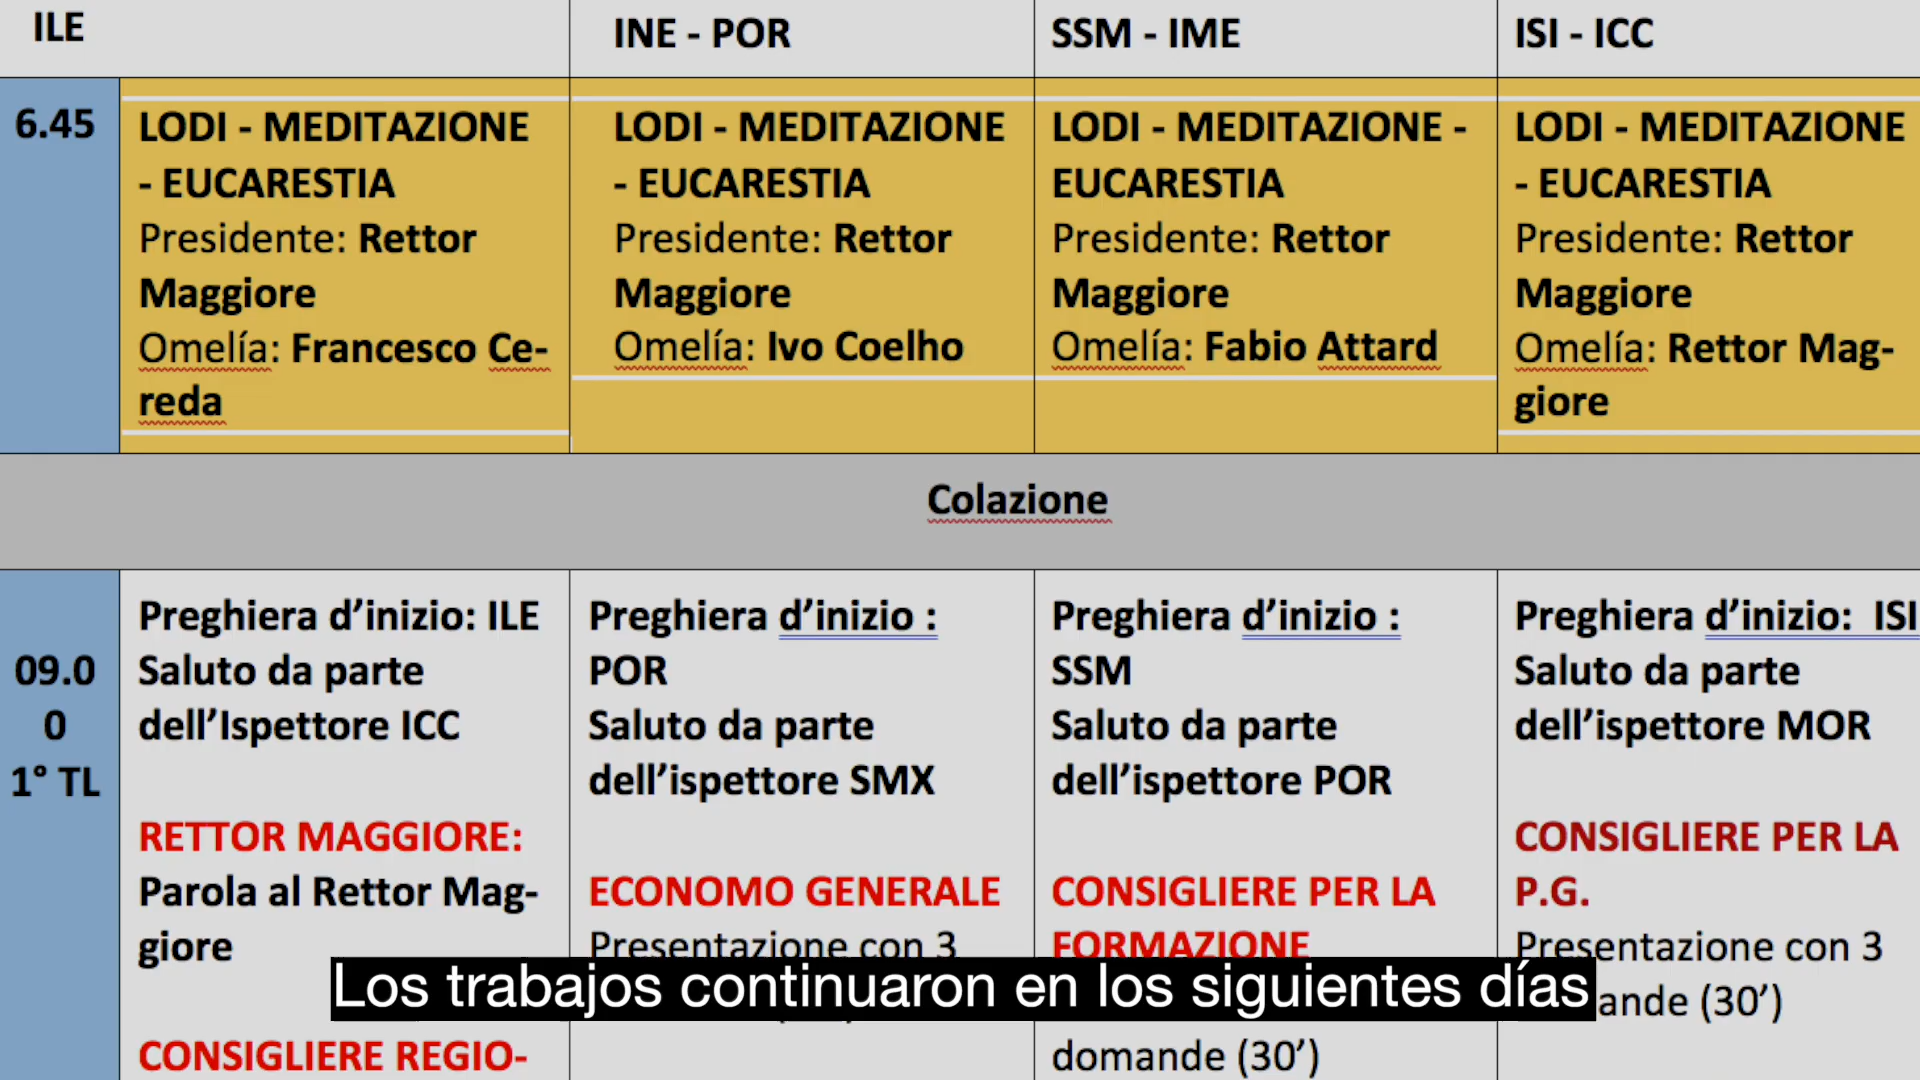 ILE
INE - POR
SSM - IME
ISI - ICC
6.45
LODI - MEDITAZIONE
- EUCARESTIA
Presidente: Rettor
Maggiore
Omelía: Francesco Ce-
reda
LODI - MEDITAZIONE
- EUCARESTIA
Presidente: Rettor
Maggiore
Omelía: Ivo Coelho
LODI - MEDITAZIONE -
EUCARESTIA
Presidente: Rettor
Maggiore
Omelía: Fabio Attard
LODI - MEDITAZIONE
- EUCARESTIA
Presidente: Rettor
Maggiore
Omelía: Rettor Mag-
giore
Colazione
09.0
0
1° TL
Preghiera d’inizio: ILE
Saluto da parte
dell’Ispettore ICC
RETTOR MAGGIORE:
Parola al Rettor Mag-
giore
CONSIGLIERE REGIO-
Preghiera d’inizio :
POR
Saluto da parte
dell’ispettore SMX
ECONOMO GENERALE
Presentazione con 3
Preghiera d’inizio :
SSM
Saluto da parte
dell’ispettore POR
CONSIGLIERE PER LA
FORMAZIONE
domande (30’)
Preghiera d’inizio: ISI
Saluto da parte
dell’ispettore MOR
CONSIGLIERE PER LA
P.G.
Presentazione con 3
ande (30’)
Los trabajos continuaron en los siguientes días